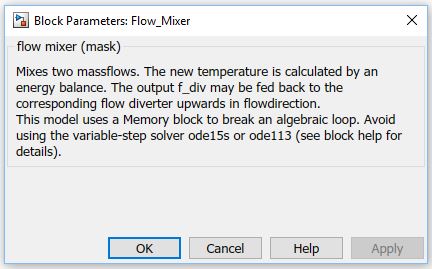 Block Parameters: Flow_Mixer
flow mixer (mask)
Mixes two massflows. The new temperature is calculated by an
energy balance. The output f_div may be fed back to the
corresponding flow diverter upwards in flowdirection.
This model uses a Memory block to break an algebraic loop. Avoid
using the variable-step solver ode15s or ode113 (see block help for
details).
OK Cancel Help Apply